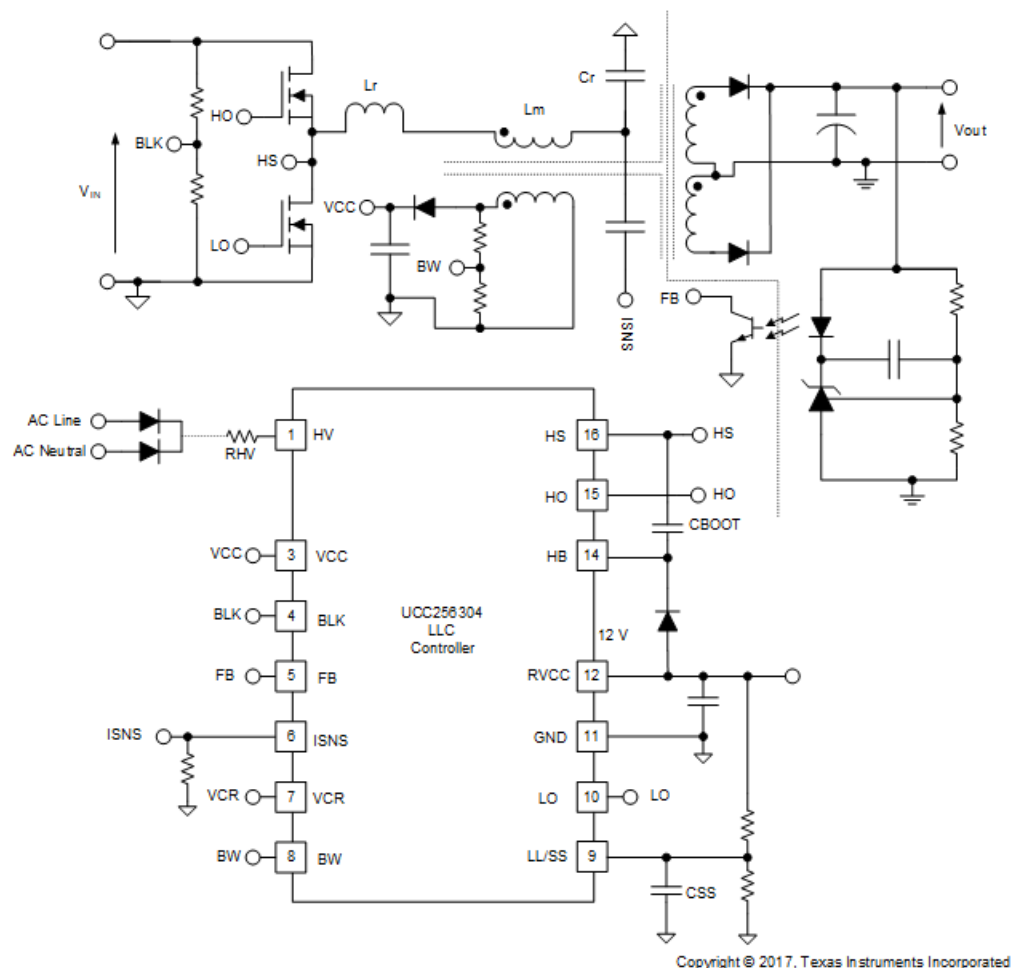 Cr
Lr
Lm
HO
BLK
HS
Vout
VIN
VCC
LO
BW
FB
ISNS
AC Line
AC Neutral
RHV
1 HV
HS 16 HS
HO 15 HO
CBOOT
VCC 3 VCC
HB 14
BLK 4 BLK
UCC256304
LLC
Controller
12 V
FB 5 FB
RVCC 12
ISNS 6 ISNS
GND 11
VCR 7 VCR
LO 10 LO
BW 8 BW
LL/SS 9
CSS
Copyright © 2017, Texas Instruments Incorporated